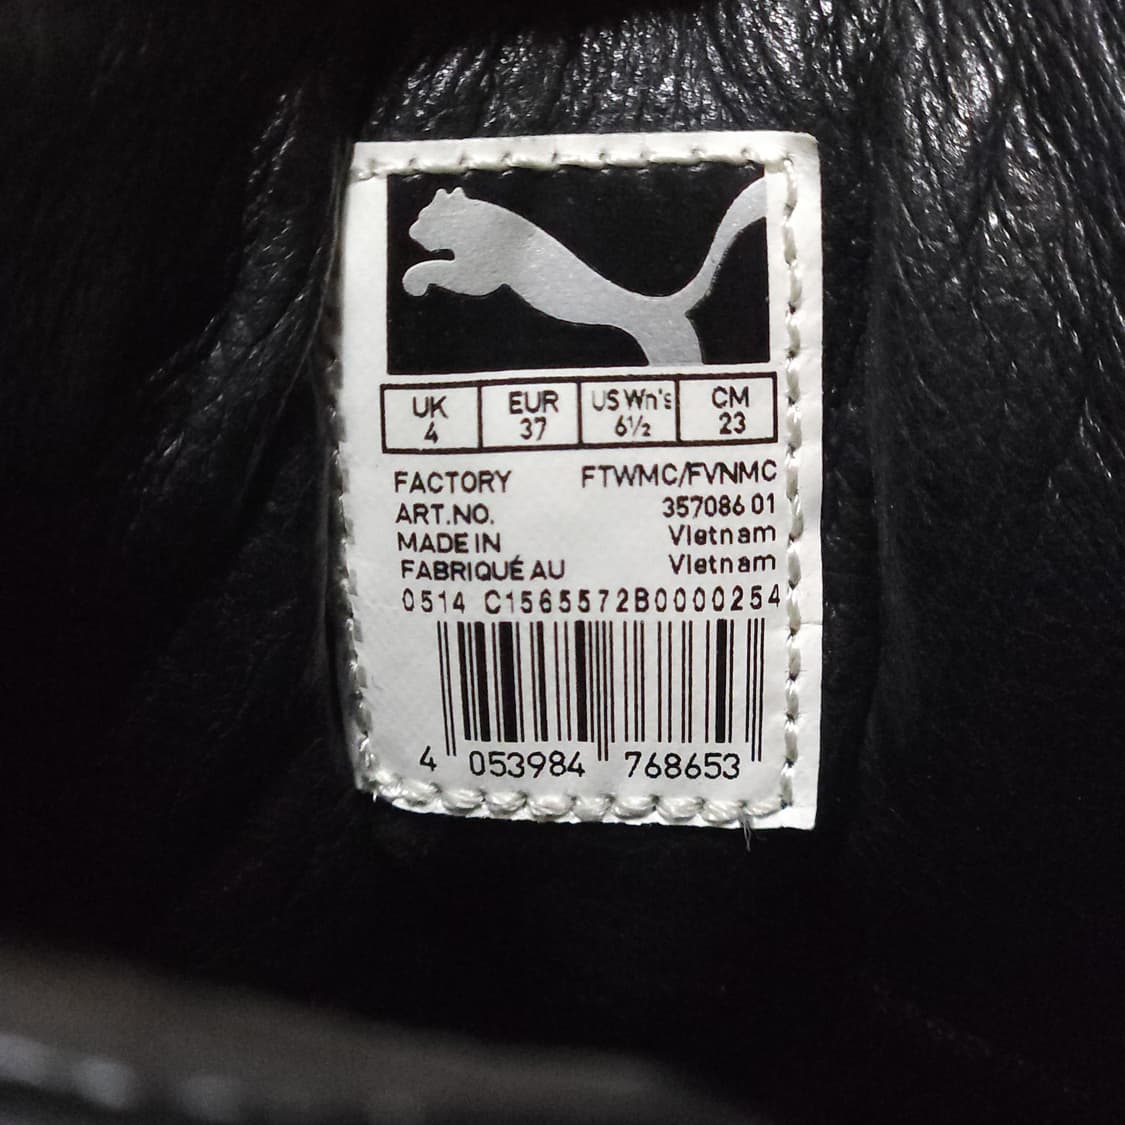 UK EUR US Wn's CM
4 37 6½ 23
FACTORY FTWMC/FVNMC
ART.NO. 357086 01
MADE IN Vietnam
FABRIQUÉ AU Vietnam
0514 C1565572B0000254
4 053984 768653